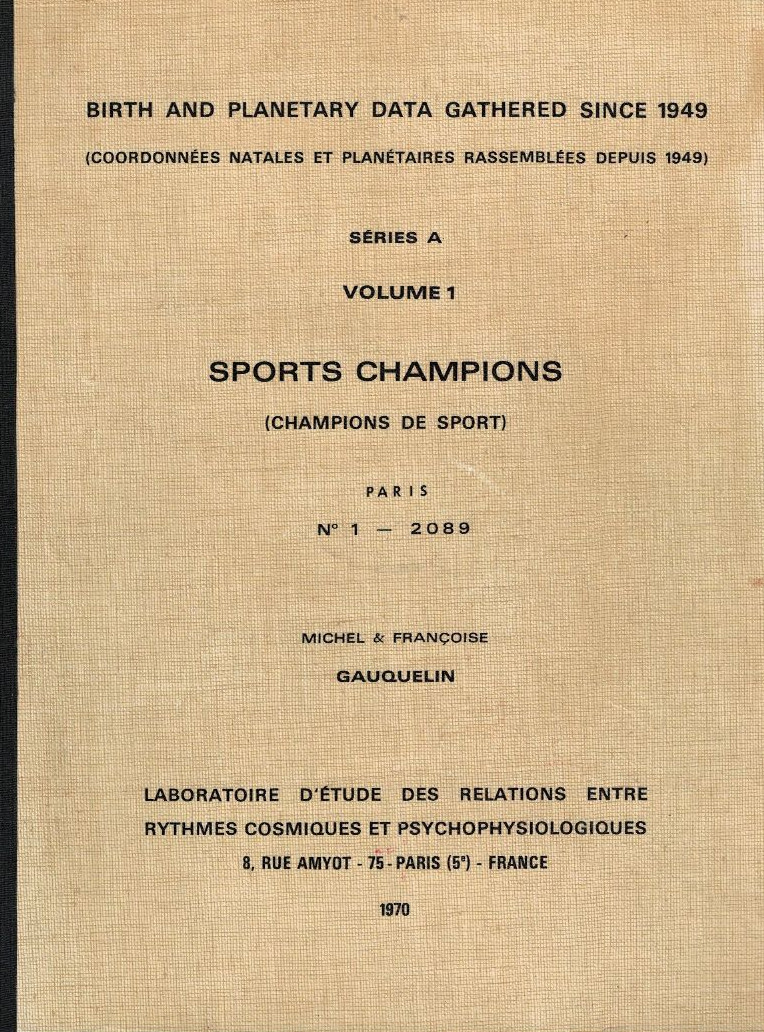 BIRTH AND PLANETARY DATA GATHERED SINCE 1949
(COORDONNÉES NATALES ET PLANÉTAIRES RASSEMBLÉES DEPUIS 1949)
SÉRIES A
VOLUME 1
SPORTS CHAMPIONS
(CHAMPIONS DE SPORT)
PARIS
N° 1 — 2089
MICHEL & FRANÇOISE
GAUQUELIN
LABORATOIRE D'ÉTUDE DES RELATIONS ENTRE
RYTHMES COSMIQUES ET PSYCHOPHYSIOLOGIQUES
8, RUE AMYOT - 75 - PARIS (5e) - FRANCE
1970